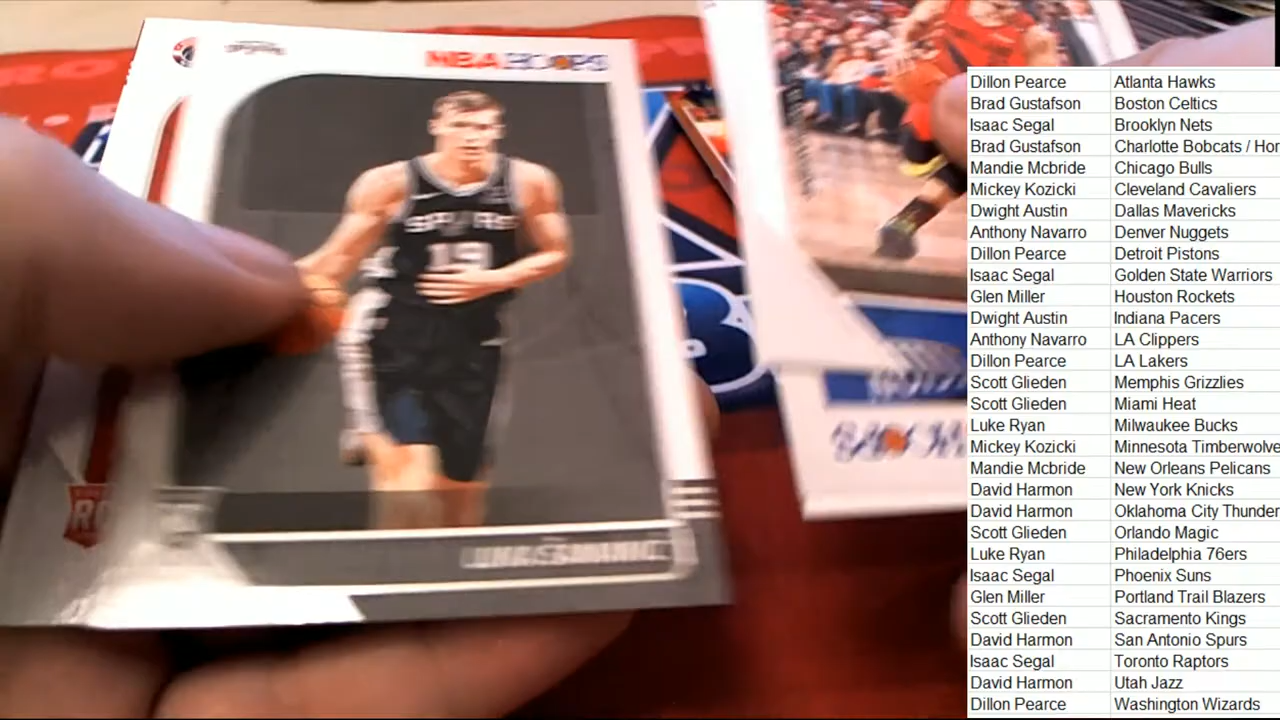 NBA HOOPS
SPURS
19
LUKA SAMANIC
RC
Dillon Pearce Atlanta Hawks
Brad Gustafson Boston Celtics
Isaac Segal Brooklyn Nets
Brad Gustafson Charlotte Bobcats / Hor
Mandie Mcbride Chicago Bulls
Mickey Kozicki Cleveland Cavaliers
Dwight Austin Dallas Mavericks
Anthony Navarro Denver Nuggets
Dillon Pearce Detroit Pistons
Isaac Segal Golden State Warriors
Glen Miller Houston Rockets
Dwight Austin Indiana Pacers
Anthony Navarro LA Clippers
Dillon Pearce LA Lakers
Scott Glieden Memphis Grizzlies
Scott Glieden Miami Heat
Luke Ryan Milwaukee Bucks
Mickey Kozicki Minnesota Timberwolve
Mandie Mcbride New Orleans Pelicans
David Harmon New York Knicks
David Harmon Oklahoma City Thunder
Scott Glieden Orlando Magic
Luke Ryan Philadelphia 76ers
Isaac Segal Phoenix Suns
Glen Miller Portland Trail Blazers
Scott Glieden Sacramento Kings
David Harmon San Antonio Spurs
Isaac Segal Toronto Raptors
David Harmon Utah Jazz
Dillon Pearce Washington Wizards